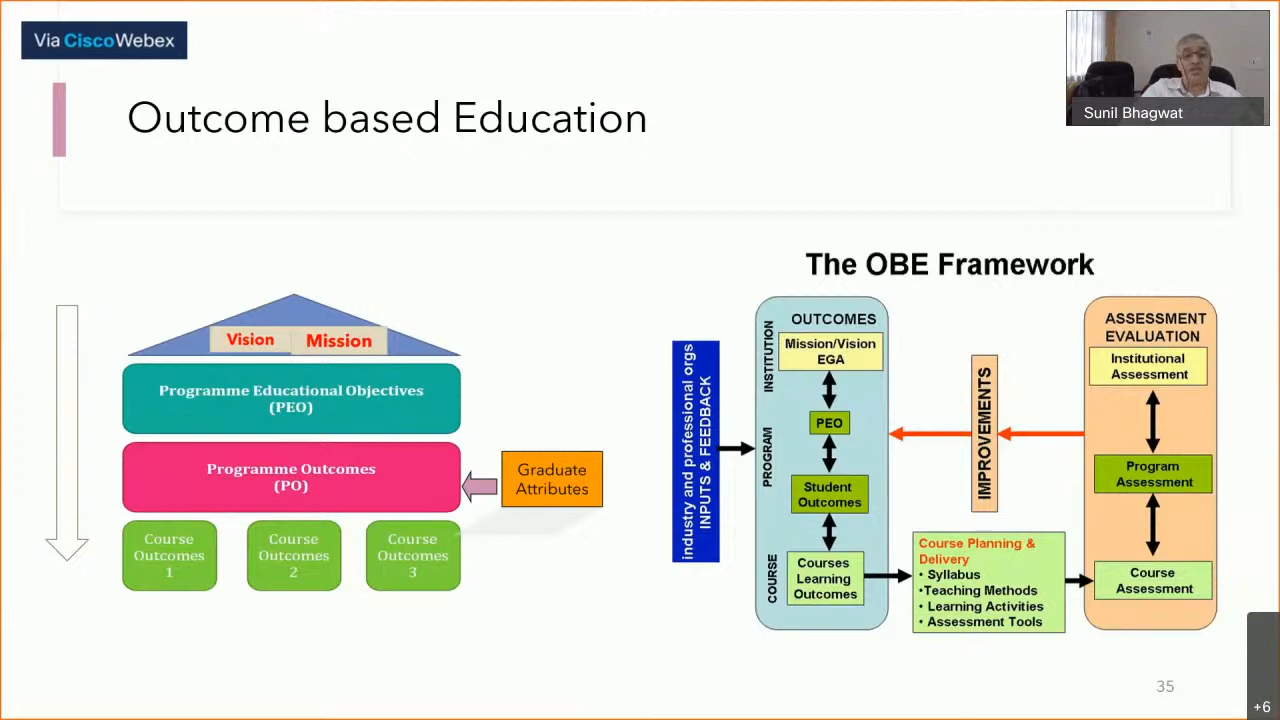 Via CiscoWebex
Sunil Bhagwat
Outcome based Education
Vision
Mission
Programme Educational Objectives
(PEO)
Programme Outcomes
(PO)
Graduate
Attributes
Course
Outcomes
1
Course
Outcomes
2
Course
Outcomes
3
The OBE Framework
industry and professional orgs
INPUTS & FEEDBACK
INSTITUTION
PROGRAM
COURSE
OUTCOMES
Mission/Vision
EGA
PEO
Student
Outcomes
Courses
Learning
Outcomes
Course Planning &
Delivery
• Syllabus
•Teaching Methods
• Learning Activities
• Assessment Tools
IMPROVEMENTS
ASSESSMENT
EVALUATION
Institutional
Assessment
Program
Assessment
Course
Assessment
35
+6